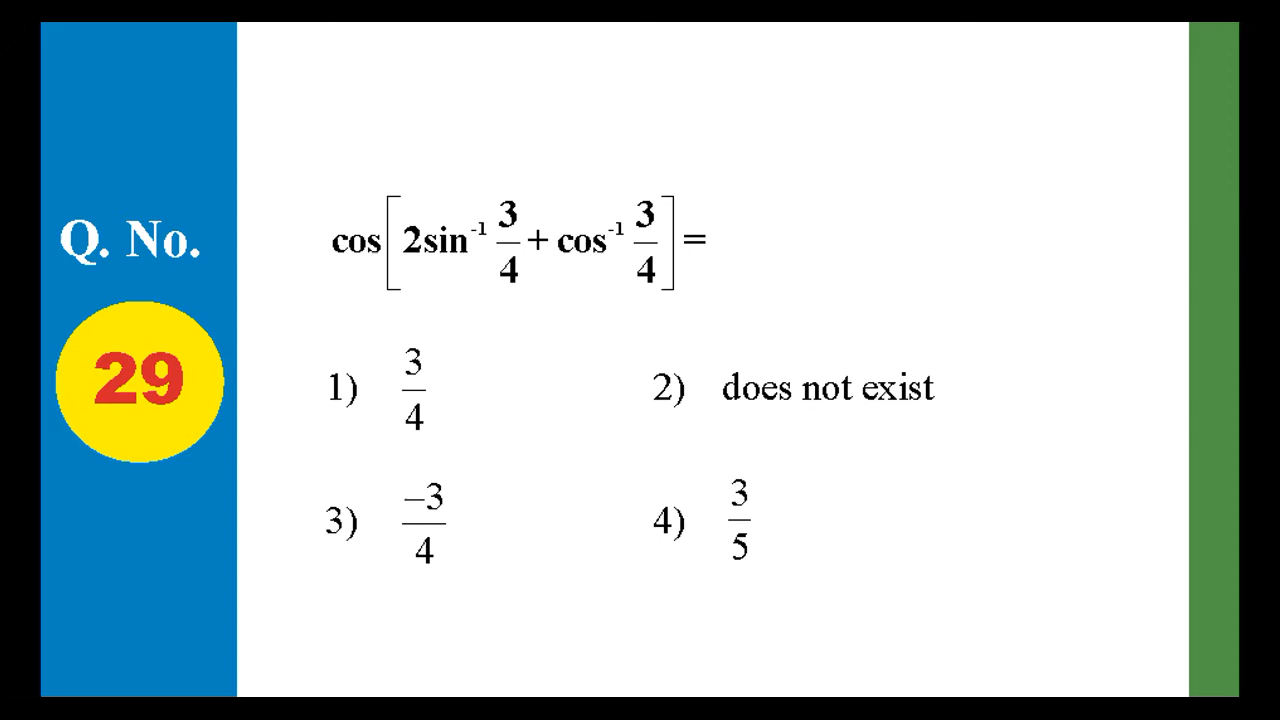 Q. No.
29
cos[2sin⁻¹ 3/4 + cos⁻¹ 3/4] =
1) 3/4
2) does not exist
3) –3/4
4) 3/5